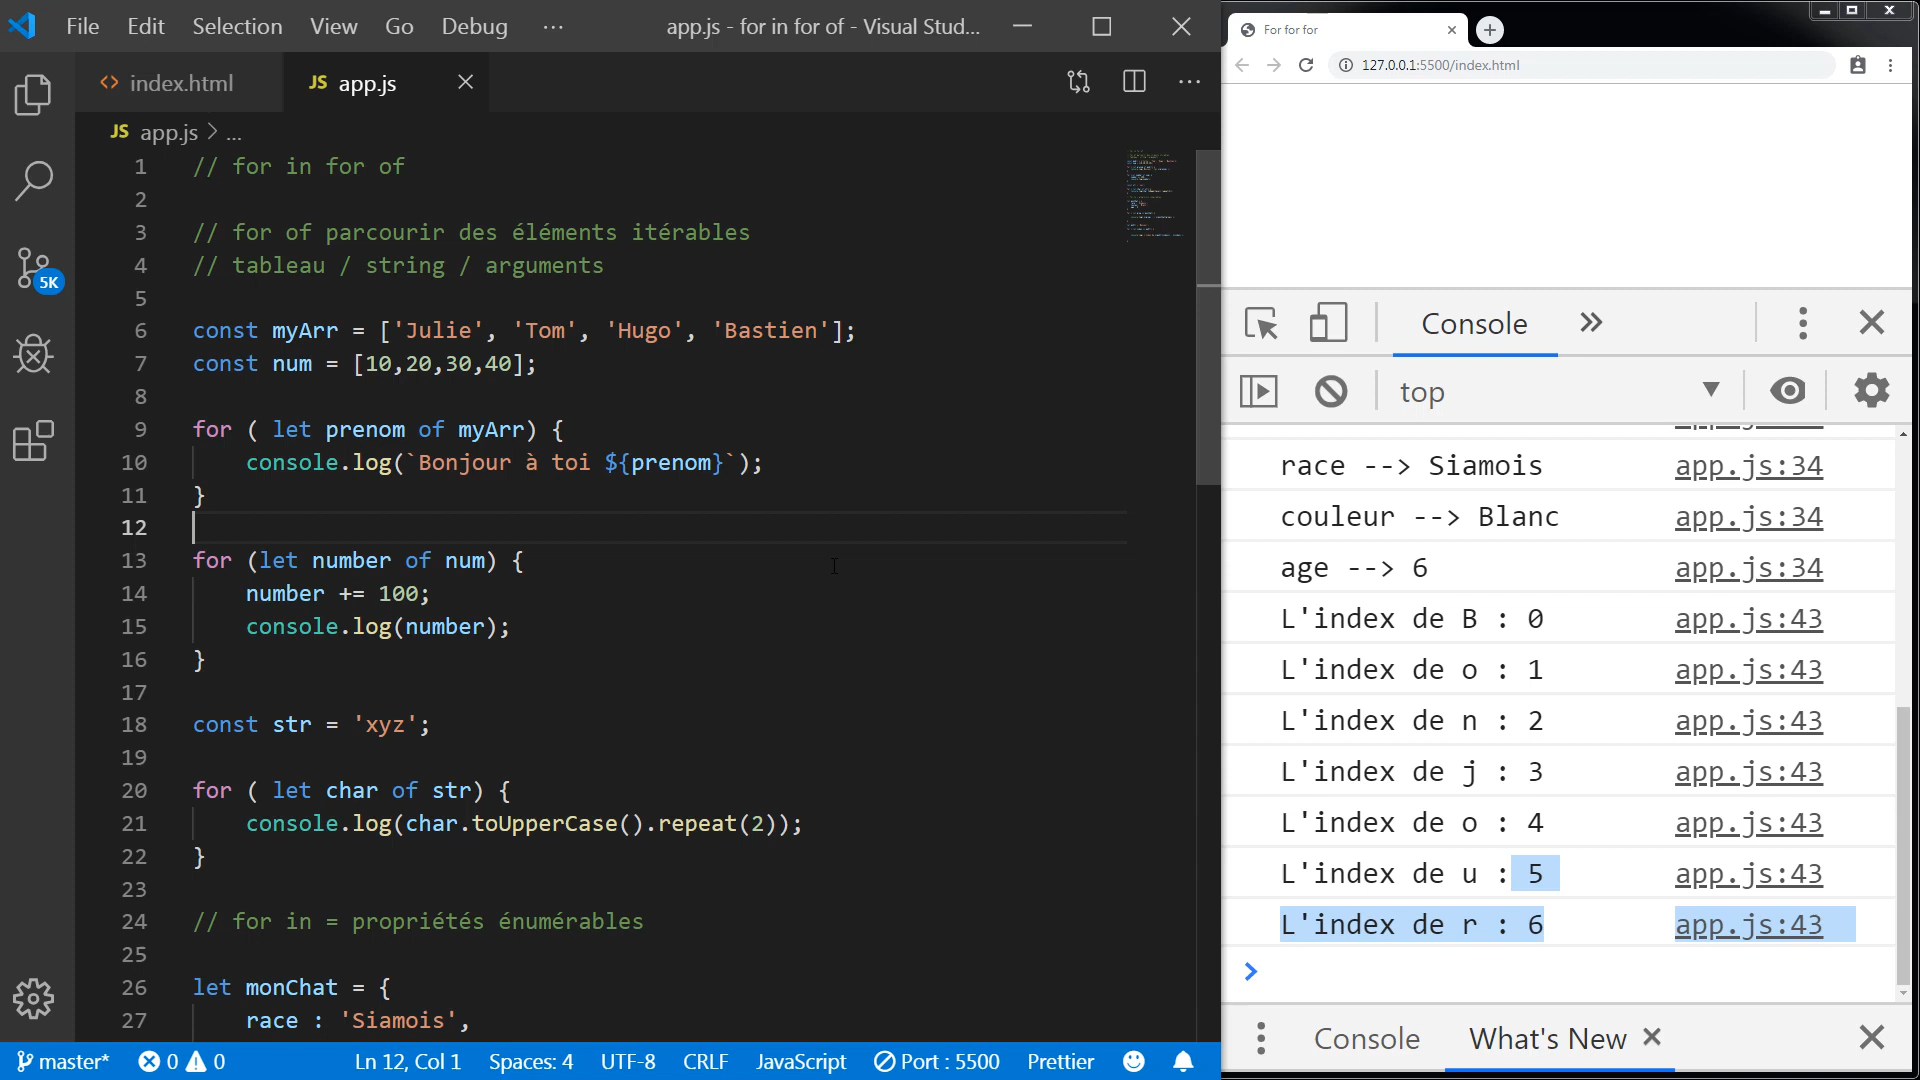 File Edit Selection View Go Debug ··· app.js - for in for of - Visual Stud...
index.html JS app.js
JS app.js > ...
5K
1 // for in for of
2
3 // for of parcourir des éléments itérables
4 // tableau / string / arguments
5
6 const myArr = ['Julie', 'Tom', 'Hugo', 'Bastien'];
7 const num = [10,20,30,40];
8
9 for ( let prenom of myArr) {
10 console.log(`Bonjour à toi ${prenom}`);
11 }
12
13 for (let number of num) {
14 number += 100;
15 console.log(number);
16 }
17
18 const str = 'xyz';
19
20 for ( let char of str) {
21 console.log(char.toUpperCase().repeat(2));
22 }
23
24 // for in = propriétés énumérables
25
26 let monChat = {
27 race : 'Siamois',
master* 0 0 Ln 12, Col 1 Spaces: 4 UTF-8 CRLF JavaScript Port : 5500 Prettier
For for for
127.0.0.1:5500/index.html
Console
top
race --> Siamois app.js:34
couleur --> Blanc app.js:34
age --> 6 app.js:34
L'index de B : 0 app.js:43
L'index de o : 1 app.js:43
L'index de n : 2 app.js:43
L'index de j : 3 app.js:43
L'index de o : 4 app.js:43
L'index de u : 5 app.js:43
L'index de r : 6 app.js:43
Console What's New